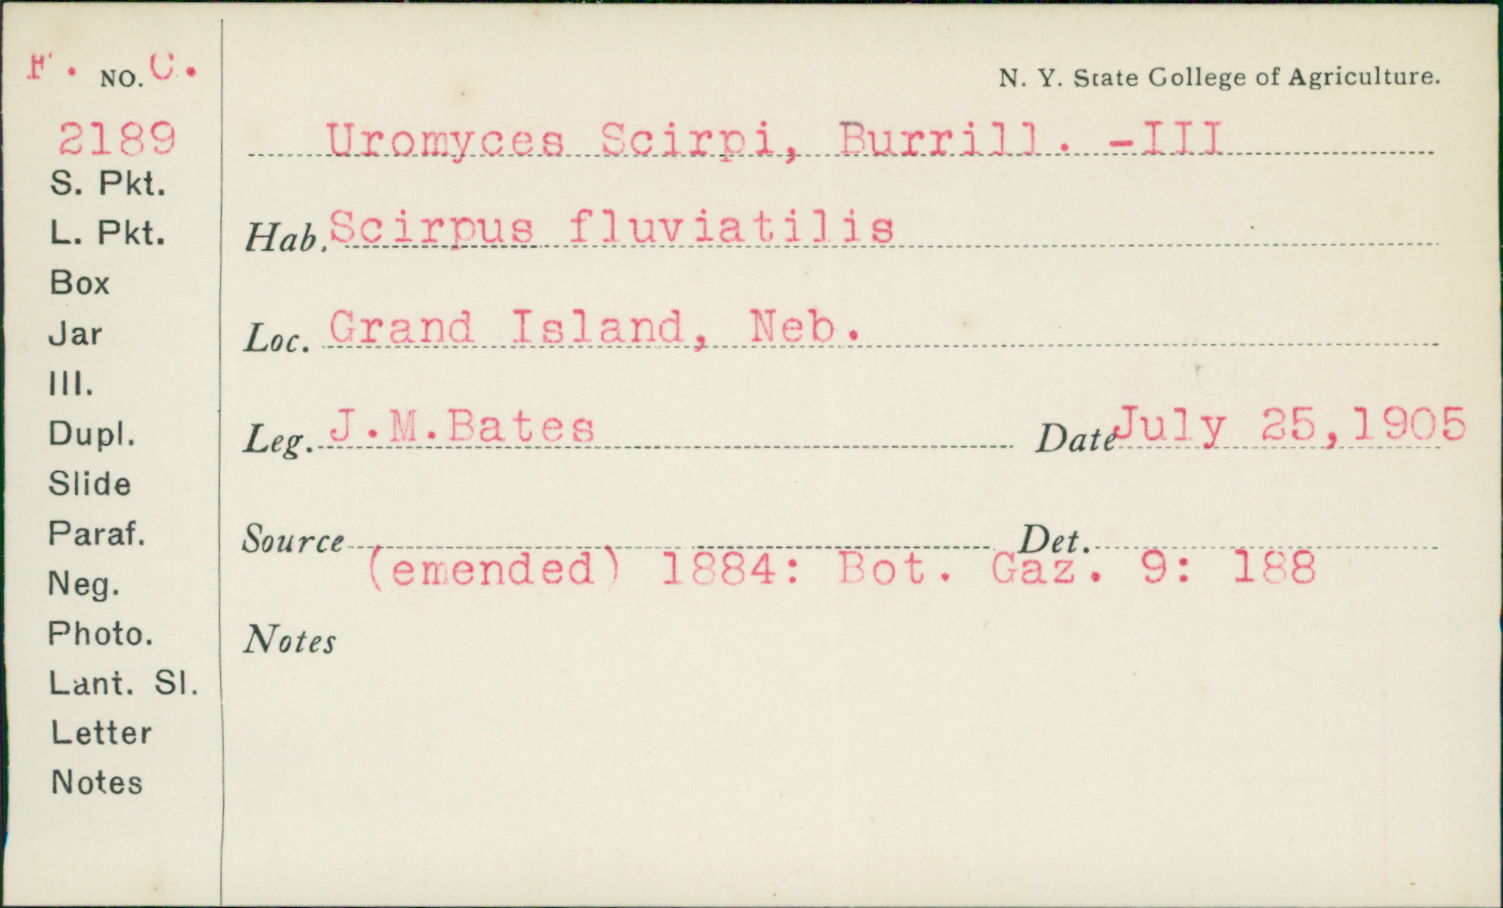 F. NO. C.
2189
S. Pkt.
L. Pkt.
Box
Jar
Ill.
Dupl.
Slide
Paraf.
Neg.
Photo.
Lant. Sl.
Letter
Notes
N. Y. State College of Agriculture.
Uromyces Scirpi, Burrill. -III
Hab. Scirpus fluviatilis
Loc. Grand Island, Neb.
Leg. J.M.Bates Date July 25,1905
Source Det.
(emended) 1884: Bot. Gaz. 9: 188
Notes